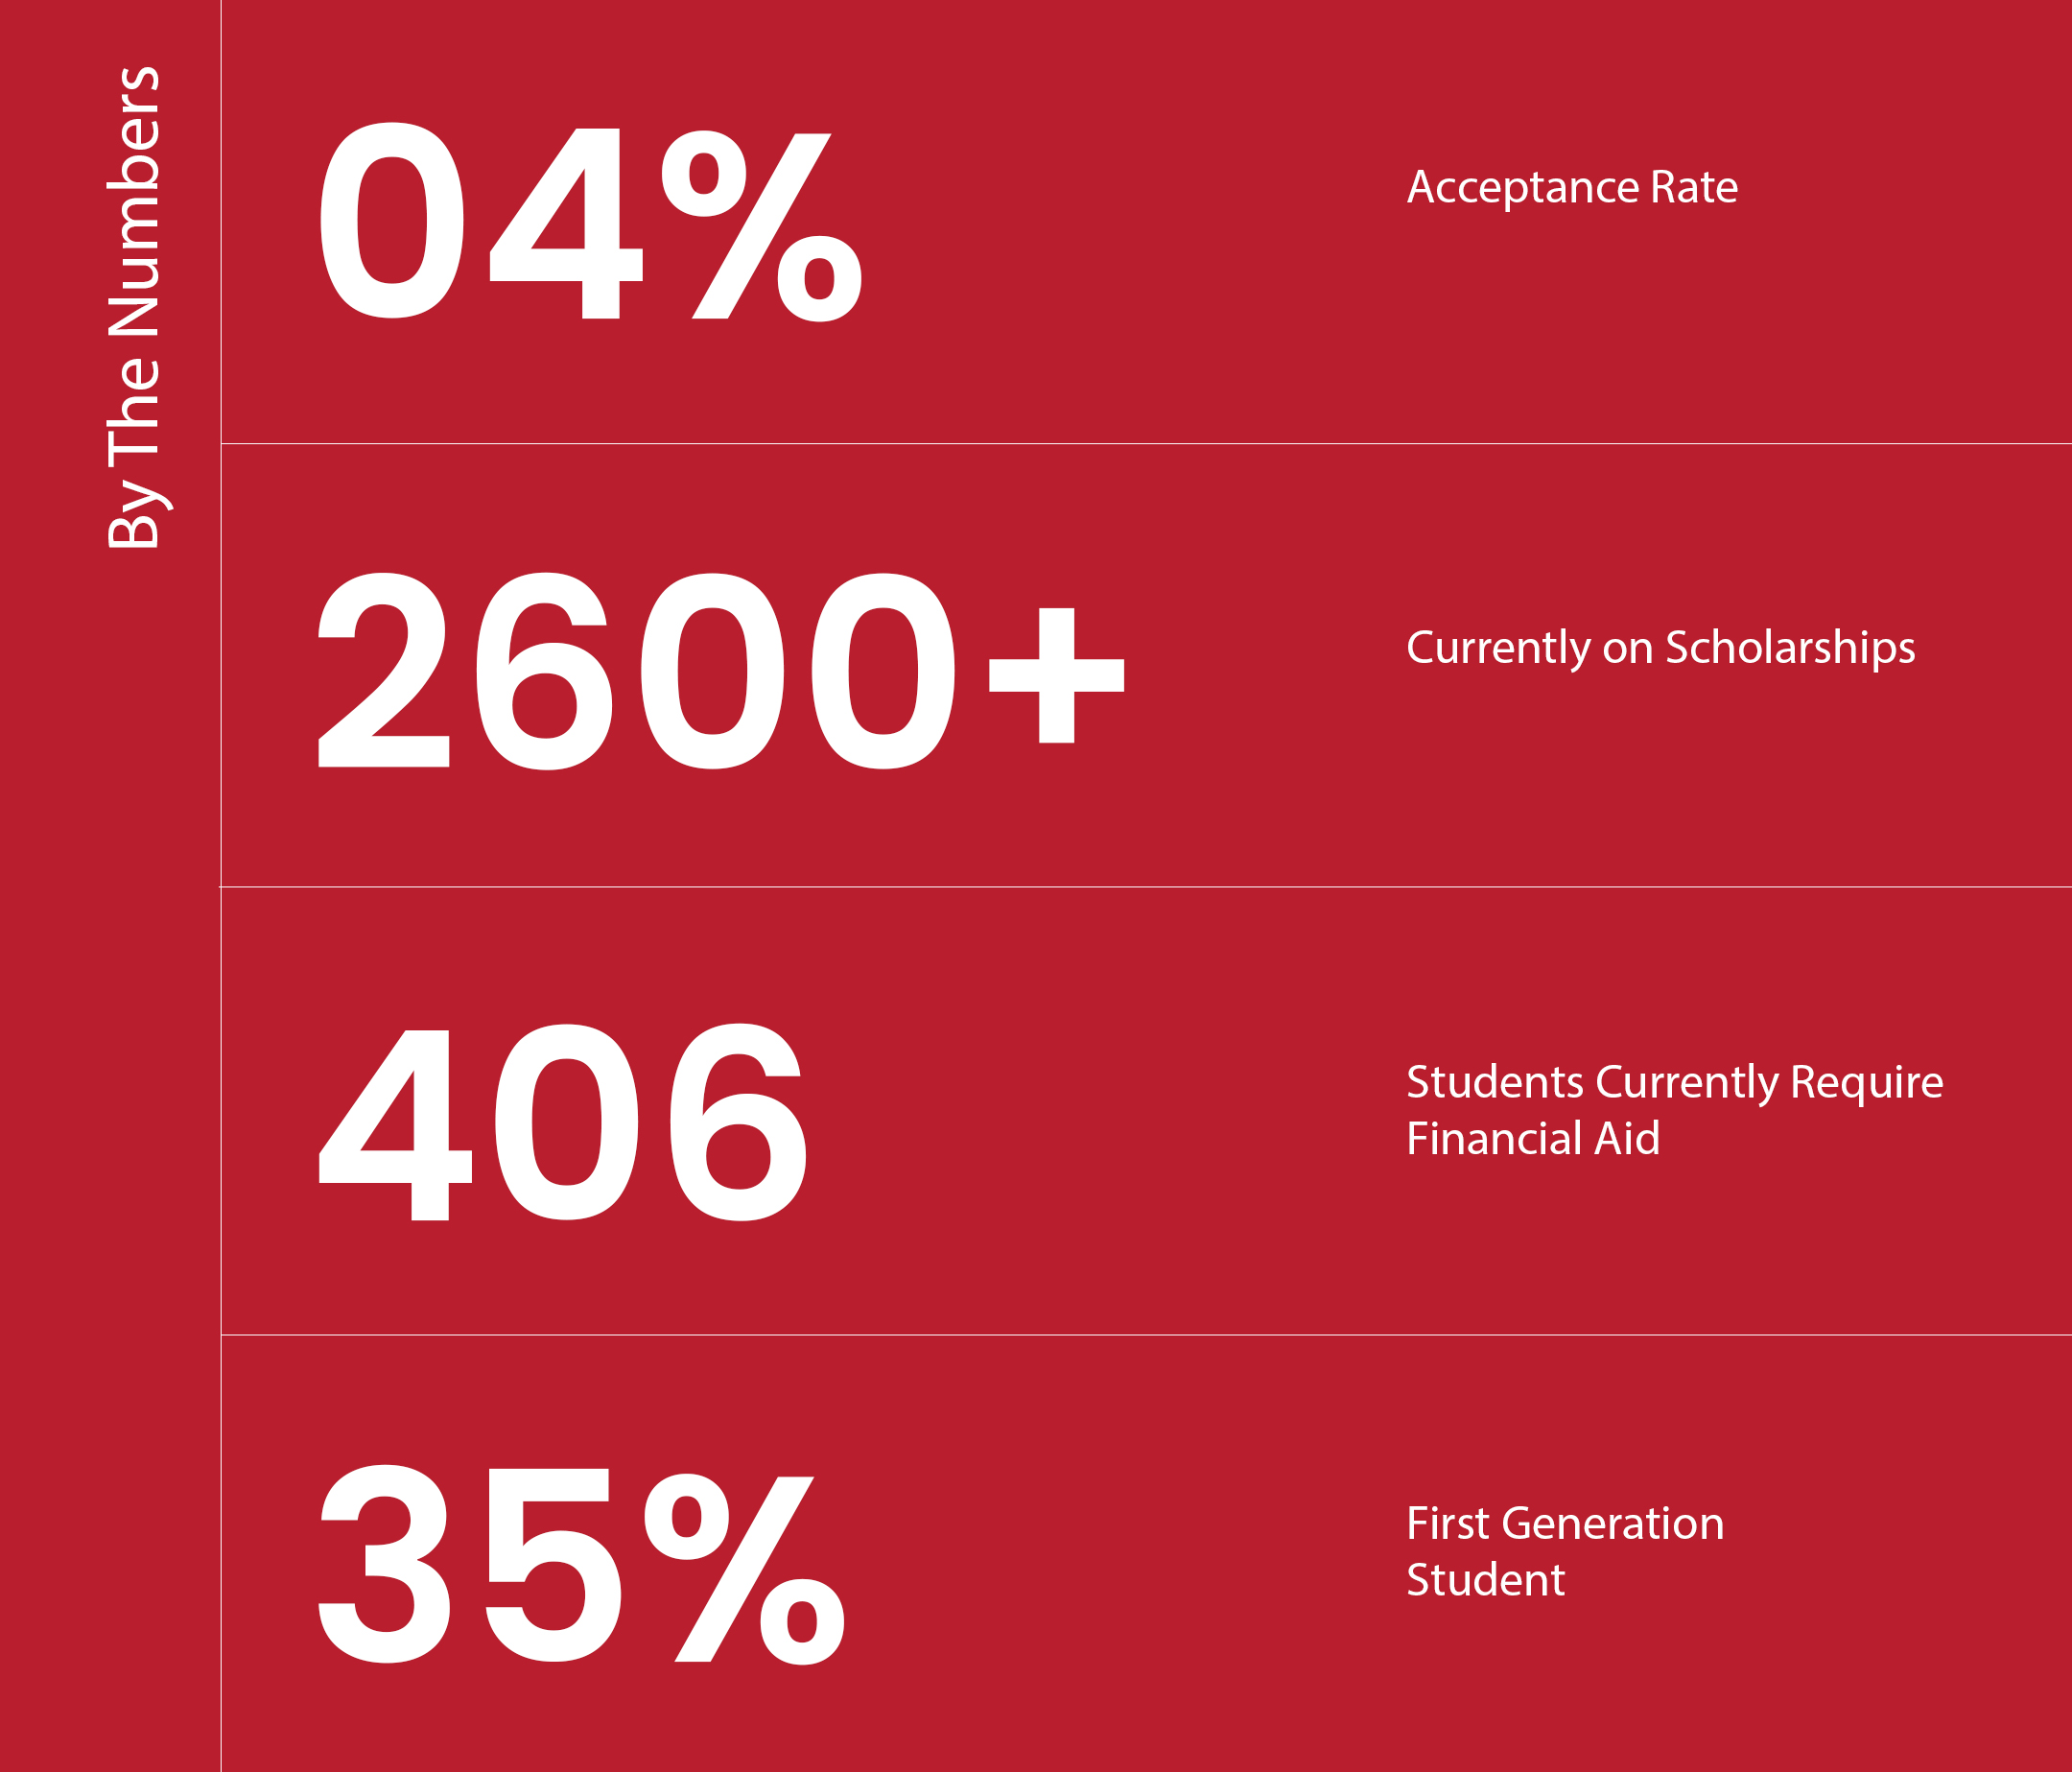 By The Numbers
04%
Acceptance Rate
2600+
Currently on Scholarships
406
Students Currently Require
Financial Aid
35%
First Generation
Student